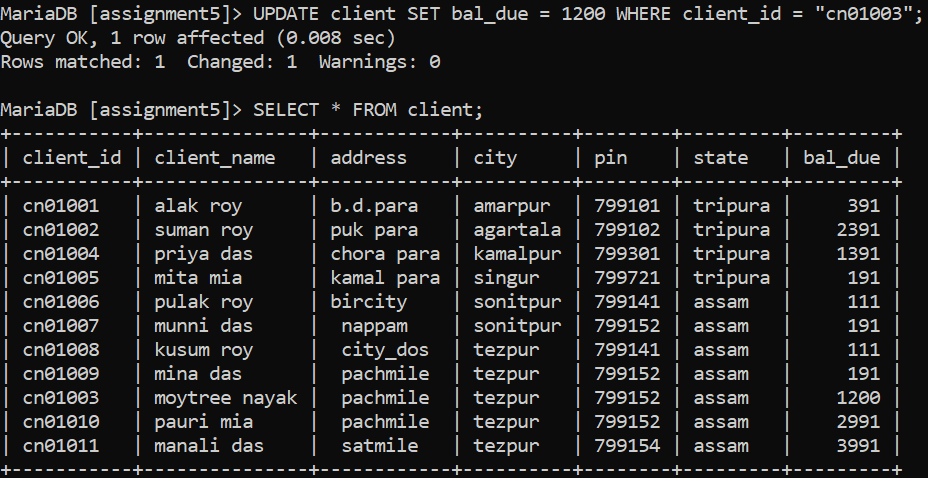 MariaDB [assignment5]> UPDATE client SET bal_due = 1200 WHERE client_id = "cn01003";
Query OK, 1 row affected (0.008 sec)
Rows matched: 1  Changed: 1  Warnings: 0

MariaDB [assignment5]> SELECT * FROM client;
+-----------+---------------+------------+----------+--------+---------+---------+
| client_id | client_name   | address    | city     | pin    | state   | bal_due |
+-----------+---------------+------------+----------+--------+---------+---------+
| cn01001   | alak roy      | b.d.para   | amarpur  | 799101 | tripura |     391 |
| cn01002   | suman roy     | puk para   | agartala | 799102 | tripura |    2391 |
| cn01004   | priya das     | chora para | kamalpur | 799301 | tripura |    1391 |
| cn01005   | mita mia      | kamal para | singur   | 799721 | tripura |     191 |
| cn01006   | pulak roy     | bircity    | sonitpur | 799141 | assam   |     111 |
| cn01007   | munni das     |  nappam    | sonitpur | 799152 | assam   |     191 |
| cn01008   | kusum roy     |  city_dos  | tezpur   | 799141 | assam   |     111 |
| cn01009   | mina das      |  pachmile  | tezpur   | 799152 | assam   |     191 |
| cn01003   | moytree nayak |  pachmile  | tezpur   | 799152 | assam   |    1200 |
| cn01010   | pauri mia     |  pachmile  | tezpur   | 799152 | assam   |    2991 |
| cn01011   | manali das    |  satmile   | tezpur   | 799154 | assam   |    3991 |
+-----------+---------------+------------+----------+--------+---------+---------+